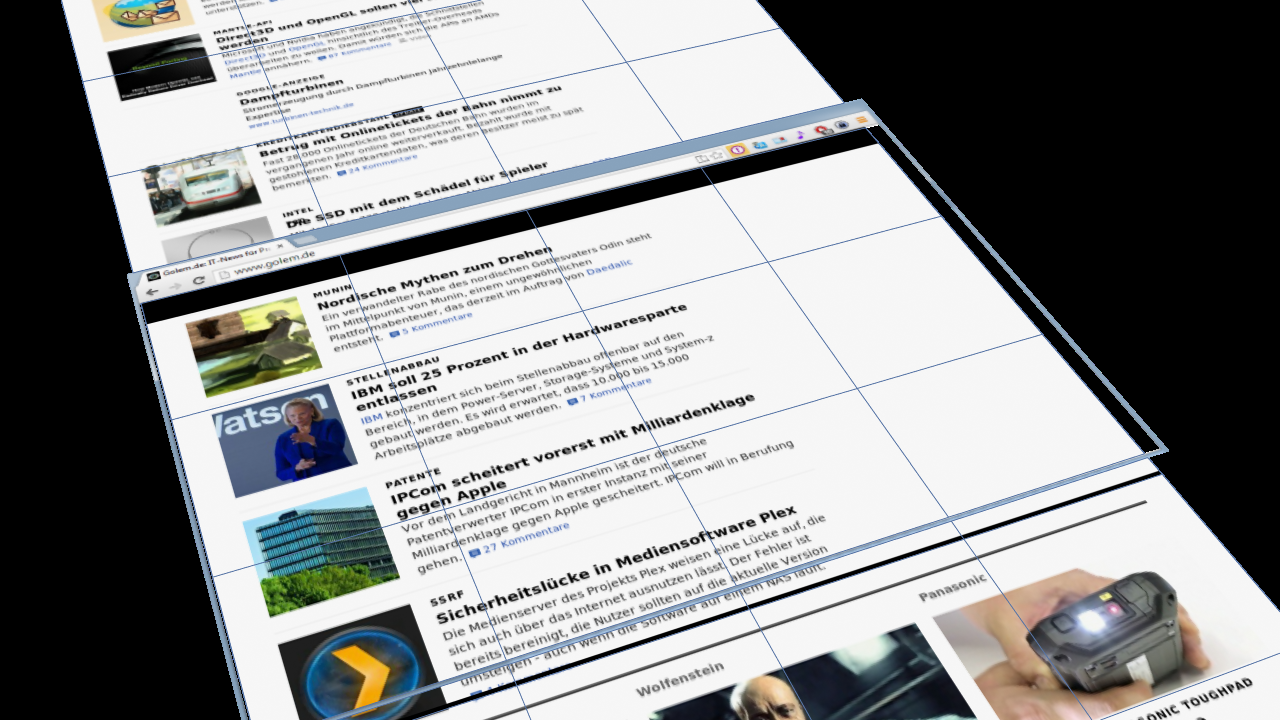 MANTLE-API
Direct3D und OpenGL sollen vier
werden
Microsoft und Nvidia haben angekündigt, die Schnittstellen
Direct3D und OpenGL hinsichtlich des Treiber-Overheads
überarbeiten zu wollen. Damit würden sich die APIs an AMDs
Mantle annähern. 87 Kommentare
GOOGLE-ANZEIGE
Dampfturbinen
Stromerzeugung durch Dampfturbinen Jahrzehntelange
Expertise
KREDITKARTENDIEBSTAHL UPDATE
Betrug mit Onlinetickets der Bahn nimmt zu
Fast 28.000 Onlinetickets der Deutschen Bahn wurden im
vergangenen Jahr online weiterverkauft. Bezahlt wurde mit
gestohlenen Kreditkartendaten, was deren Besitzer meist zu spät
bemerkten. 24 Kommentare
INTEL
Die SSD mit dem Schädel für Spieler
Golem.de: IT-News für Pr
www.golem.de
MUNIN
Nordische Mythen zum Drehen
Ein verwandelter Rabe des nordischen Gottesvaters Odin steht
im Mittelpunkt von Munin, einem ungewöhnlichen
Plattformabenteuer, das derzeit im Auftrag von Daedalic
entsteht. 5 Kommentare
STELLENABBAU
IBM soll 25 Prozent in der Hardwaresparte
entlassen
IBM konzentriert sich beim Stellenabbau offenbar auf den
Bereich, in dem Power-Server, Storage-Systeme und System-z
gebaut werden. Es wird erwartet, dass 10.000 bis 15.000
Arbeitsplätze abgebaut werden. 7 Kommentare
Watson
PATENTE
IPCom scheitert vorerst mit Milliardenklage
gegen Apple
Vor dem Landgericht in Mannheim ist der deutsche
Patentverwerter IPCom in erster Instanz mit seiner
Milliardenklage gegen Apple gescheitert. IPCom will in Berufung
gehen. 27 Kommentare
SSRF
Sicherheitslücke in Mediensoftware Plex
Die Medienserver des Projekts Plex weisen eine Lücke auf, die
sich auch über das Internet ausnutzen lässt. Der Fehler ist
bereits bereinigt, die Nutzer sollten auf die aktuelle Version
umsteigen - auch wenn die Software auf einem NAS läuft.
Wolfenstein
Panasonic
SONIC TOUGHPAD